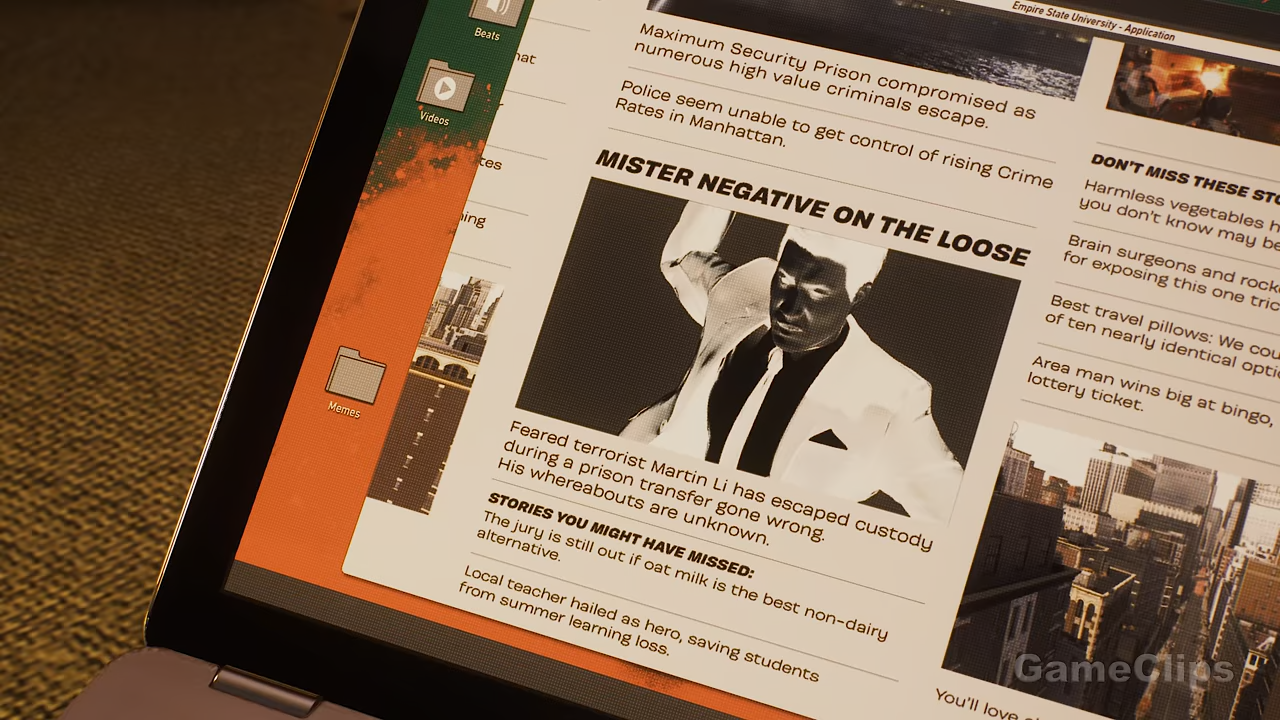 Empire State University - Application
Beats
Videos
Memes
Maximum Security Prison compromised as
numerous high value criminals escape.
Police seem unable to get control of rising Crime
Rates in Manhattan.
MISTER NEGATIVE ON THE LOOSE
Feared terrorist Martin Li has escaped custody
during a prison transfer gone wrong.
His whereabouts are unknown.
STORIES YOU MIGHT HAVE MISSED:
The jury is still out if oat milk is the best non-dairy
alternative.
Local teacher hailed as hero, saving students
from summer learning loss.
DON'T MISS THESE
Harmless vegetables
you don't know may be
Brain surgeons and
for exposing this one
Best travel pillows: We
of ten nearly identical
Area man wins big at bingo,
lottery ticket.
You'll love
GameClips